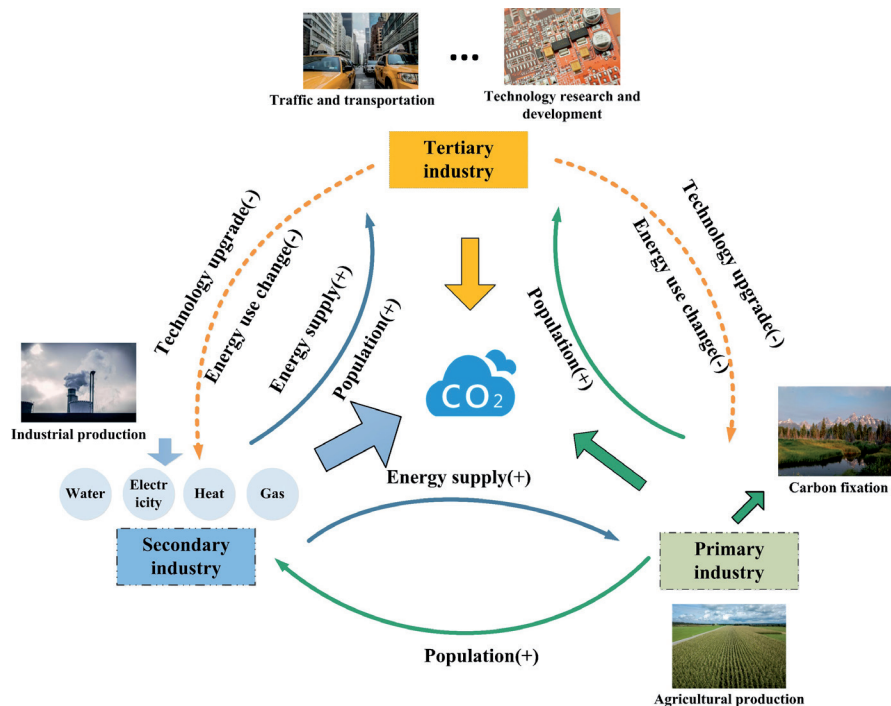 Traffic and transportation
...
Technology research and
development
Tertiary
industry
Technology upgrade(-)
Energy use change(-)
Energy supply(+)
Population(+)
Population(+)
Energy use change(-)
Technology upgrade(-)
CO2
Industrial production
Water
Electr
icity
Heat
Gas
Energy supply(+)
Carbon fixation
Secondary
industry
Primary
industry
Population(+)
Agricultural production